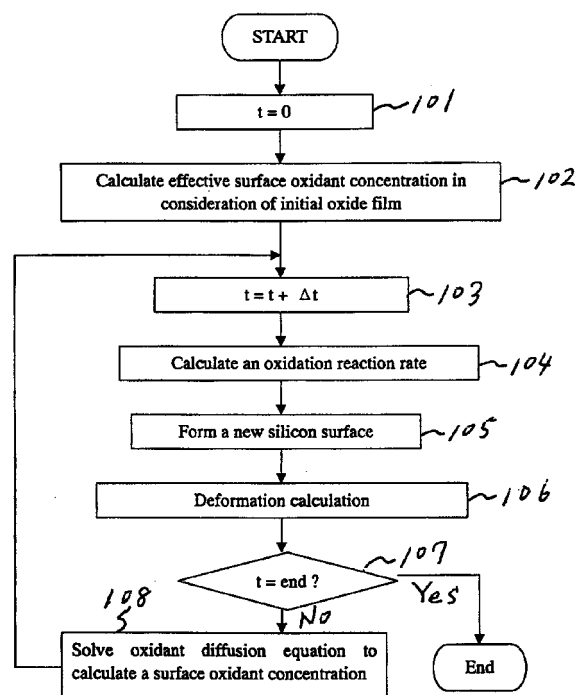 START
t = 0
101
Calculate effective surface oxidant concentration in
consideration of initial oxide film
102
t = t + Δt
103
Calculate an oxidation reaction rate
104
Form a new silicon surface
105
Deformation calculation
106
t = end ?
107
Yes
No
108
Solve oxidant diffusion equation to
calculate a surface oxidant concentration
End